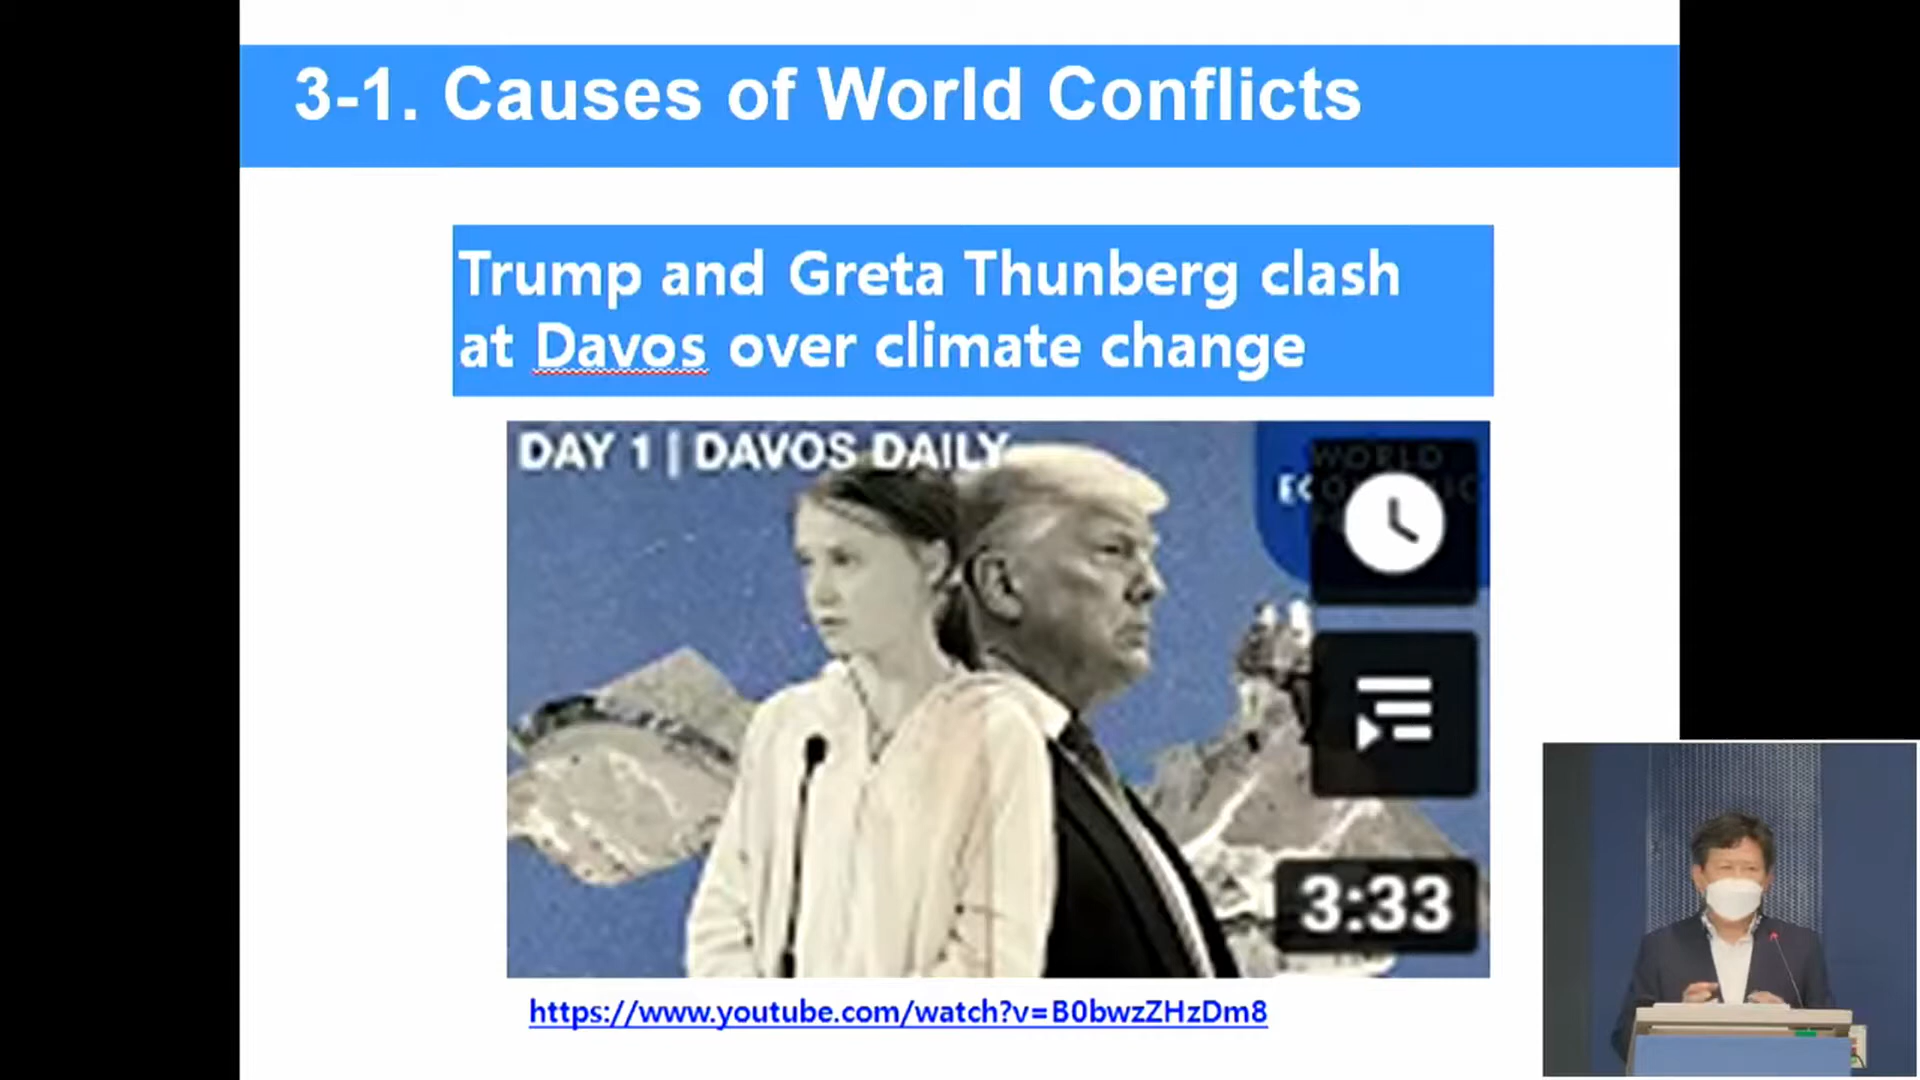 3-1. Causes of World Conflicts
Trump and Greta Thunberg clash
at Davos over climate change
DAY 1 | DAVOS DAILY
WORLD
3:33
https://www.youtube.com/watch?v=B0bwzZHzDm8